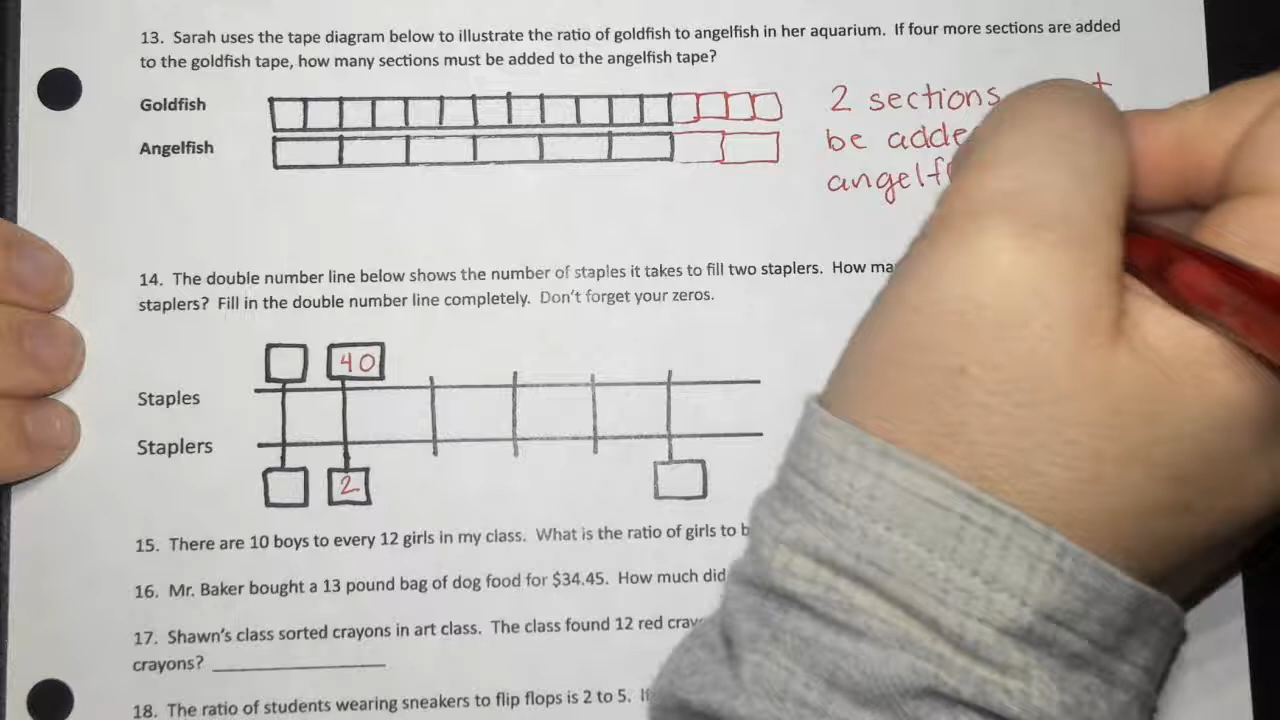 13. Sarah uses the tape diagram below to illustrate the ratio of goldfish to angelfish in her aquarium. If four more sections are added
to the goldfish tape, how many sections must be added to the angelfish tape?
Goldfish
Angelfish
2 sections
be adde
angelf
14. The double number line below shows the number of staples it takes to fill two staplers. How ma
staplers? Fill in the double number line completely. Don't forget your zeros.
40
Staples
Staplers
2
15. There are 10 boys to every 12 girls in my class. What is the ratio of girls to b
16. Mr. Baker bought a 13 pound bag of dog food for $34.45. How much did
17. Shawn's class sorted crayons in art class. The class found 12 red cray
crayons?
18. The ratio of students wearing sneakers to flip flops is 2 to 5. If